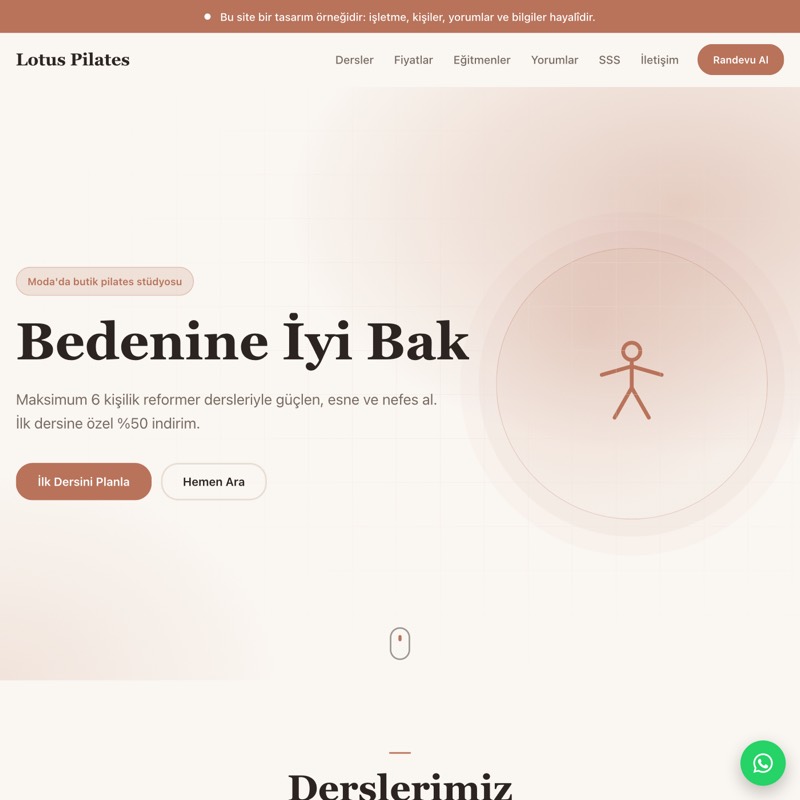 Bu site bir tasarım örneğidir: işletme, kişiler, yorumlar ve bilgiler hayalîdir.
Lotus Pilates
Dersler
Fiyatlar
Eğitmenler
Yorumlar
SSS
İletişim
Randevu Al
Moda'da butik pilates stüdyosu
Bedenine İyi Bak
Maksimum 6 kişilik reformer dersleriyle güçlen, esne ve nefes al.
İlk dersine özel %50 indirim.
İlk Dersini Planla
Hemen Ara
Derslerimiz